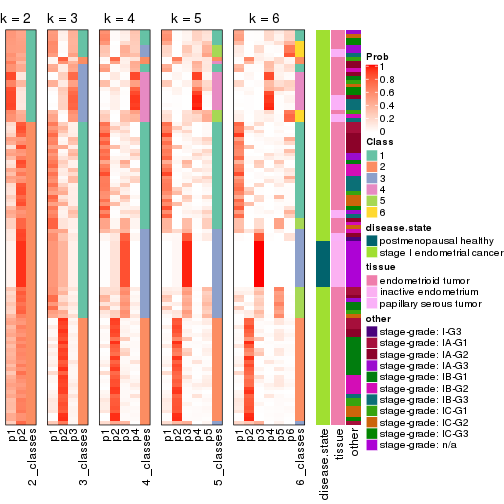 k = 2
k = 3
k = 4
k = 5
k = 6
Prob
1
0.8
0.6
0.4
0.2
0
Class
1
2
3
4
5
6
disease.state
postmenopausal healthy
stage I endometrial cancer
tissue
endometrioid tumor
inactive endometrium
papillary serous tumor
other
stage-grade: I-G3
stage-grade: IA-G1
stage-grade: IA-G2
stage-grade: IA-G3
stage-grade: IB-G1
stage-grade: IB-G2
stage-grade: IB-G3
stage-grade: IC-G1
stage-grade: IC-G2
stage-grade: IC-G3
stage-grade: n/a
p1
p2
2_classes
p1
p2
p3
3_classes
p1
p2
p3
p4
4_classes
p1
p2
p3
p4
p5
5_classes
p1
p2
p3
p4
p5
p6
6_classes
disease.state
tissue
other